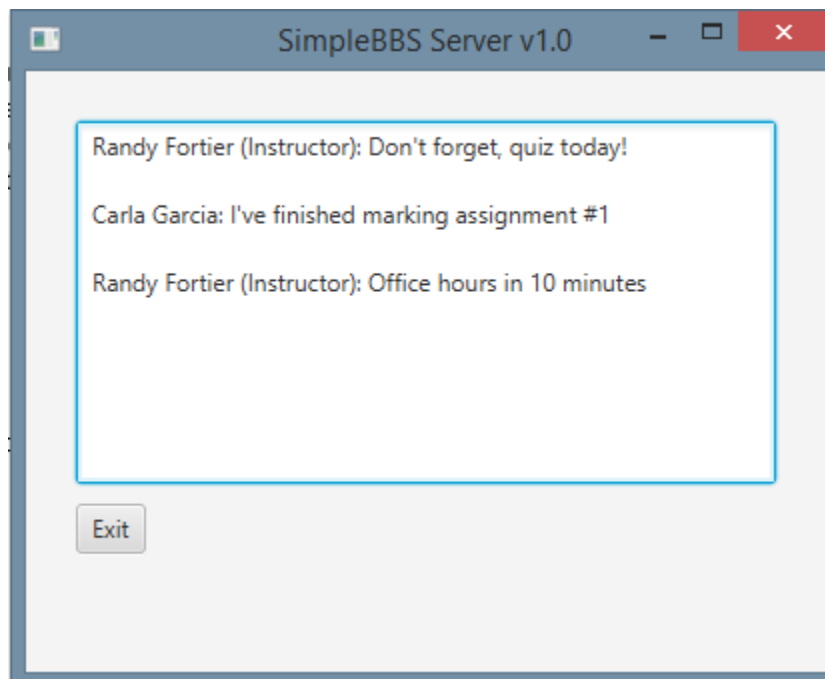 SimpleBBS Server v1.0
Randy Fortier (Instructor): Don't forget, quiz today!
Carla Garcia: I've finished marking assignment #1
Randy Fortier (Instructor): Office hours in 10 minutes
Exit